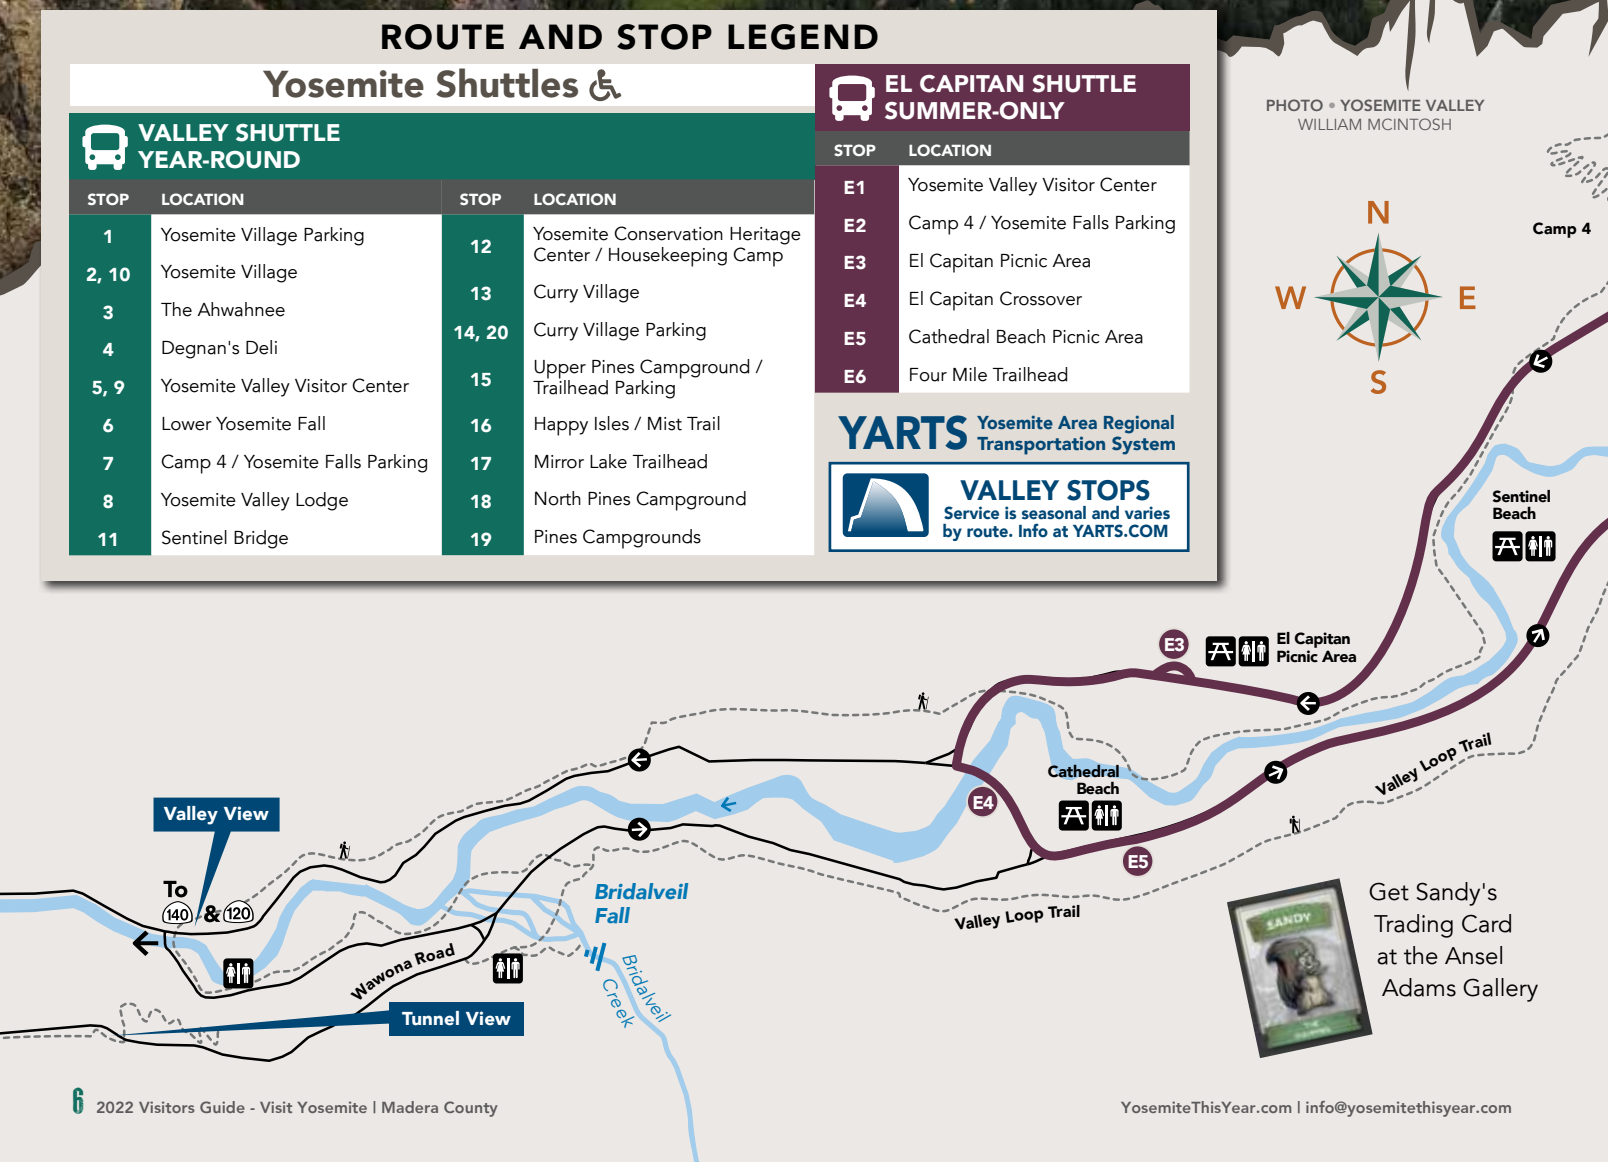 ROUTE AND STOP LEGEND
Yosemite Shuttles
VALLEY SHUTTLE
YEAR-ROUND
STOP LOCATION
1 Yosemite Village Parking
2, 10 Yosemite Village
3 The Ahwahnee
4 Degnan's Deli
5, 9 Yosemite Valley Visitor Center
6 Lower Yosemite Fall
7 Camp 4 / Yosemite Falls Parking
8 Yosemite Valley Lodge
11 Sentinel Bridge
STOP LOCATION
12 Yosemite Conservation Heritage
Center / Housekeeping Camp
13 Curry Village
14, 20 Curry Village Parking
15 Upper Pines Campground /
Trailhead Parking
16 Happy Isles / Mist Trail
17 Mirror Lake Trailhead
18 North Pines Campground
19 Pines Campgrounds
EL CAPITAN SHUTTLE
SUMMER-ONLY
STOP LOCATION
E1 Yosemite Valley Visitor Center
E2 Camp 4 / Yosemite Falls Parking
E3 El Capitan Picnic Area
E4 El Capitan Crossover
E5 Cathedral Beach Picnic Area
E6 Four Mile Trailhead
YARTS Yosemite Area Regional
Transportation System
VALLEY STOPS
Service is seasonal and varies
by route. Info at YARTS.COM
PHOTO • YOSEMITE VALLEY
WILLIAM MCINTOSH
N
W E
S
Camp 4
Sentinel
Beach
E3
El Capitan
Picnic Area
Cathedral
Beach
E4
E5
Valley Loop Trail
Valley View
To
140 & 120
Bridalveil
Fall
Valley Loop Trail
Wawona Road
Bridalveil
Creek
Tunnel View
SANDY
Get Sandy's
Trading Card
at the Ansel
Adams Gallery
6 2022 Visitors Guide - Visit Yosemite | Madera County
YosemiteThisYear.com | info@yosemitethisyear.com